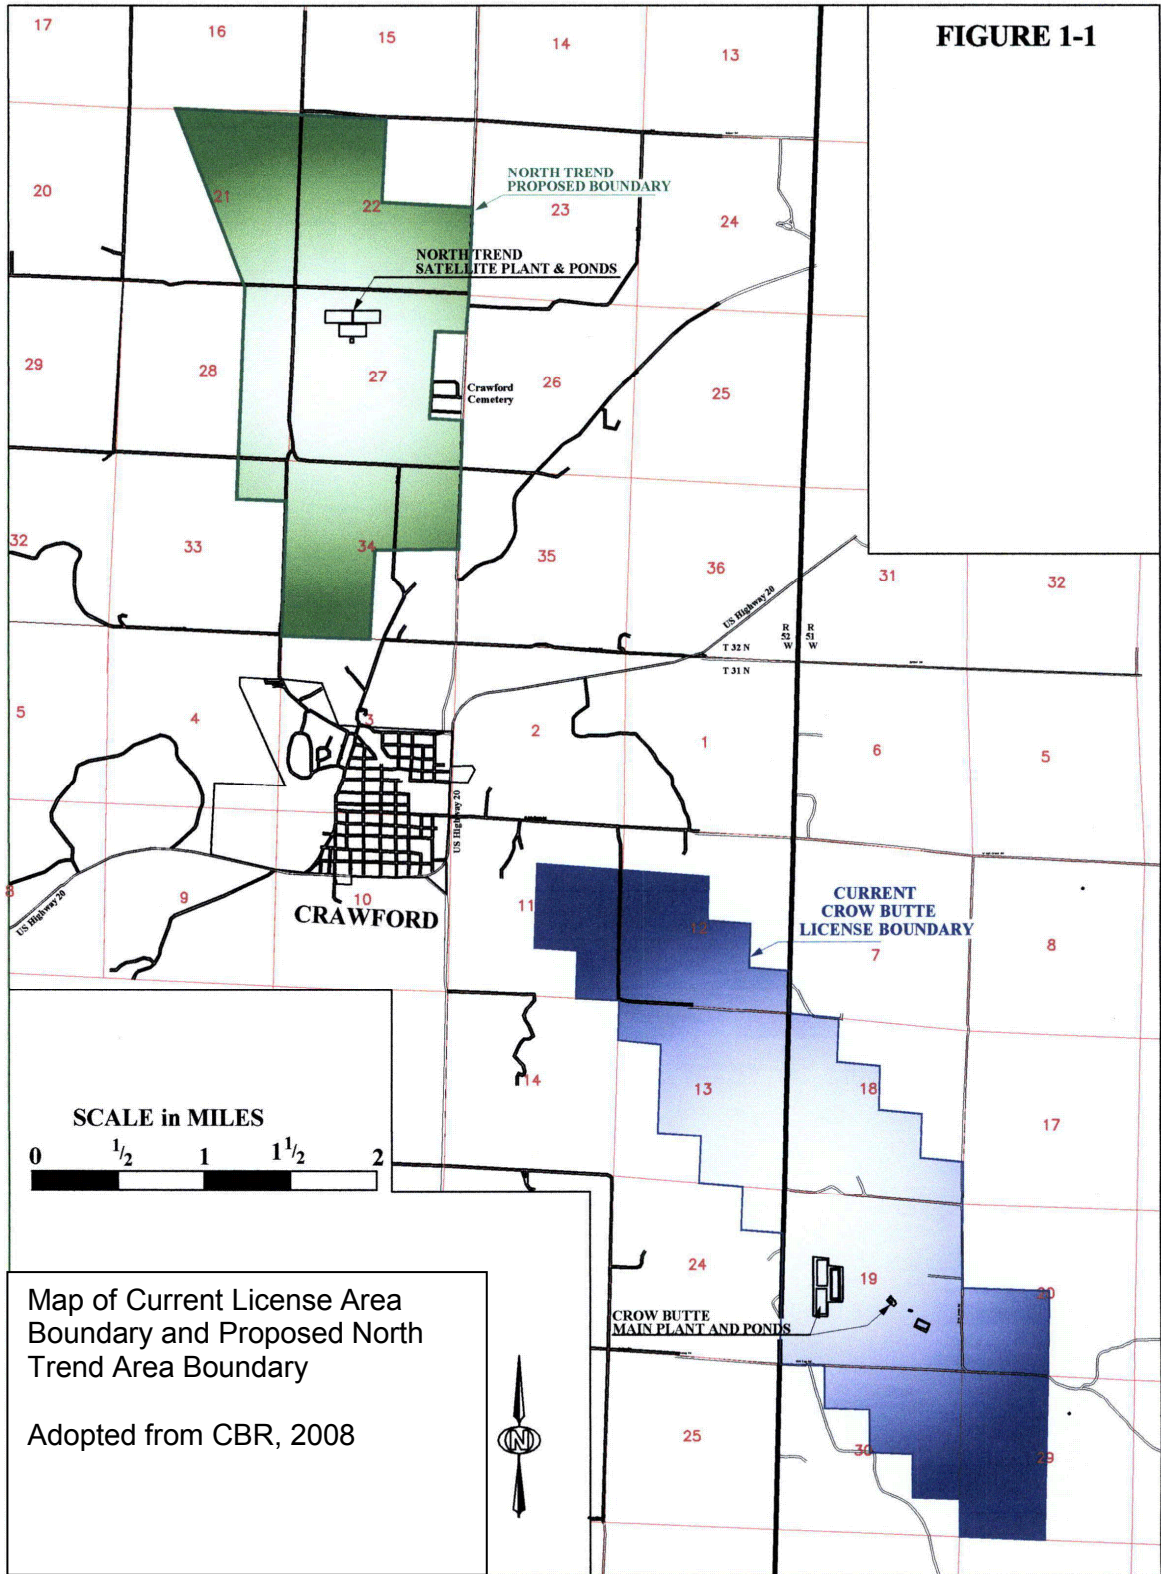 FIGURE 1-1
17
16
15
14
13
NORTH TREND
PROPOSED BOUNDARY
20
21
22
23
24
NORTH TREND
SATELLITE PLANT & PONDS
29
28
27
26
25
Crawford
Cemetery
32
33
34
35
36
31
32
US Highway 20
R
52
W
R
51
W
T 32 N
T 31 N
5
4
3
2
1
6
5
US Highway 20
8
9
10
11
12
7
8
US Highway 20
CRAWFORD
CURRENT
CROW BUTTE
LICENSE BOUNDARY
14
13
18
17
SCALE in MILES
0 1/2 1 1 1/2 2
24
19
20
CROW BUTTE
MAIN PLANT AND PONDS
Map of Current License Area
Boundary and Proposed North
Trend Area Boundary
Adopted from CBR, 2008
N
25
30
29